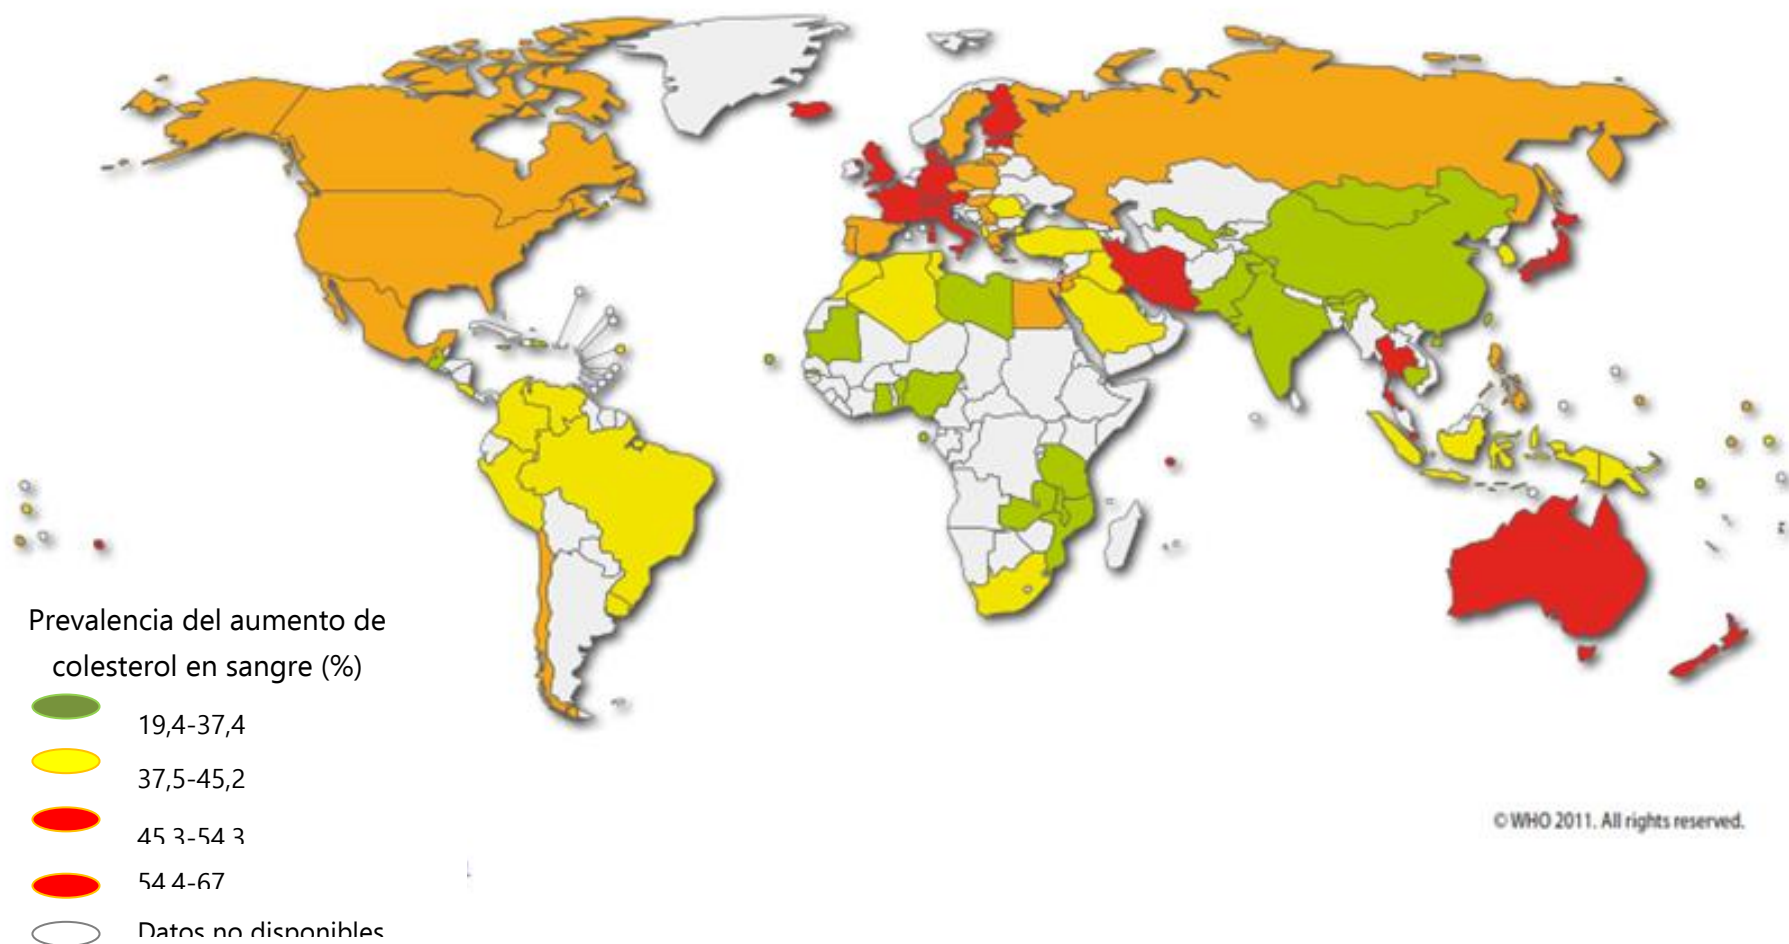 Prevalencia del aumento de
colesterol en sangre (%)
19,4-37,4
37,5-45,2
45,3-54,3
54,4-67
Datos no disponibles
© WHO 2011. All rights reserved.